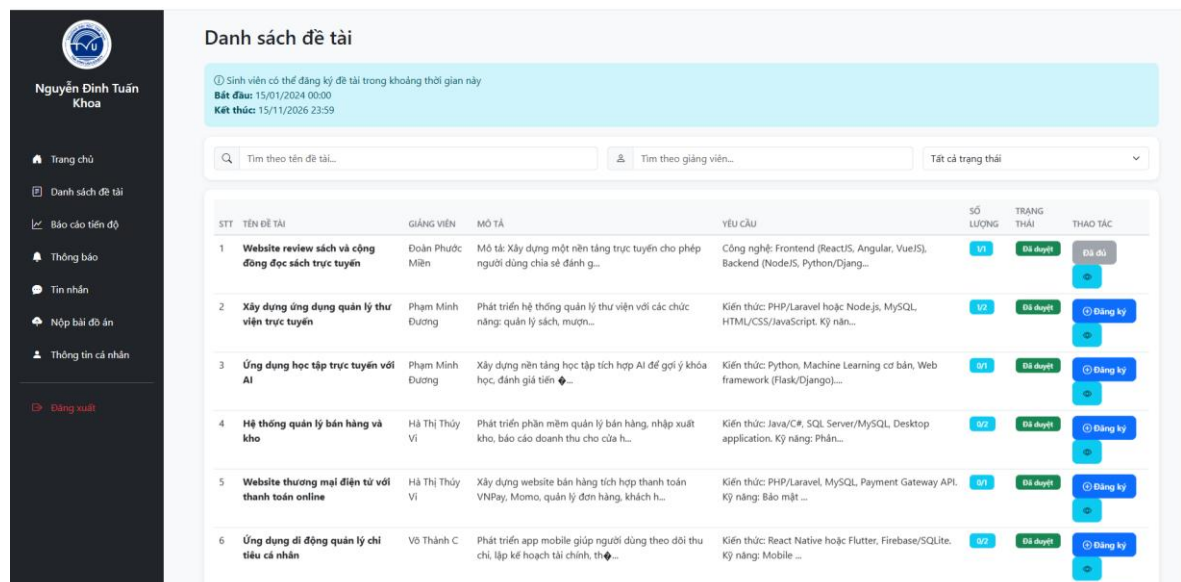 TVU
Nguyễn Đinh Tuấn
Khoa
Trang chủ
Danh sách đề tài
Báo cáo tiến độ
Thông báo
Tin nhắn
Nộp bài đồ án
Thông tin cá nhân
Đăng xuất
Danh sách đề tài
Sinh viên có thể đăng ký đề tài trong khoảng thời gian này
Bắt đầu: 15/01/2024 00:00
Kết thúc: 15/11/2026 23:59
Tìm theo tên đề tài... Tìm theo giảng viên... Tất cả trạng thái
STT TÊN ĐỀ TÀI GIẢNG VIÊN MÔ TẢ YÊU CẦU SỐ LƯỢNG TRẠNG THÁI THAO TÁC
1 Website review sách và cộng Đoàn Phước Mô tả: Xây dựng một nền tảng trực tuyến cho phép Công nghệ: Frontend (ReactJS, Angular, VueJS), 1/1 Đã duyệt Đã đủ
đồng đọc sách trực tuyến Miền người dùng chia sẻ đánh g... Backend (NodeJS, Python/Djang...
2 Xây dựng ứng dụng quản lý thư Phạm Minh Phát triển hệ thống quản lý thư viện với các chức Kiến thức: PHP/Laravel hoặc Node.js, MySQL, 1/2 Đã duyệt Đăng ký
viện trực tuyến Đương năng: quản lý sách, mượn... HTML/CSS/JavaScript. Kỹ năn...
3 Ứng dụng học tập trực tuyến với Phạm Minh Xây dựng nền tảng học tập tích hợp AI để gợi ý khóa Kiến thức: Python, Machine Learning cơ bản, Web 0/1 Đã duyệt Đăng ký
AI Đương học, đánh giá tiến �... framework (Flask/Django)....
4 Hệ thống quản lý bán hàng và Hà Thị Thúy Phát triển phần mềm quản lý bán hàng, nhập xuất Kiến thức: Java/C#, SQL Server/MySQL, Desktop 0/2 Đã duyệt Đăng ký
kho Vi kho, báo cáo doanh thu cho cửa h... application. Kỹ năng: Phân...
5 Website thương mại điện tử với Hà Thị Thúy Xây dựng website bán hàng tích hợp thanh toán Kiến thức: PHP/Laravel, MySQL, Payment Gateway API. 0/1 Đã duyệt Đăng ký
thanh toán online Vi VNPay, Momo, quản lý đơn hàng, khách h... Kỹ năng: Bảo mật ...
6 Ứng dụng di động quản lý chi Võ Thành C Phát triển app mobile giúp người dùng theo dõi thu Kiến thức: React Native hoặc Flutter, Firebase/SQLite. 0/2 Đã duyệt Đăng ký
tiêu cá nhân chi, lập kế hoạch tài chính, th�... Kỹ năng: Mobile ...